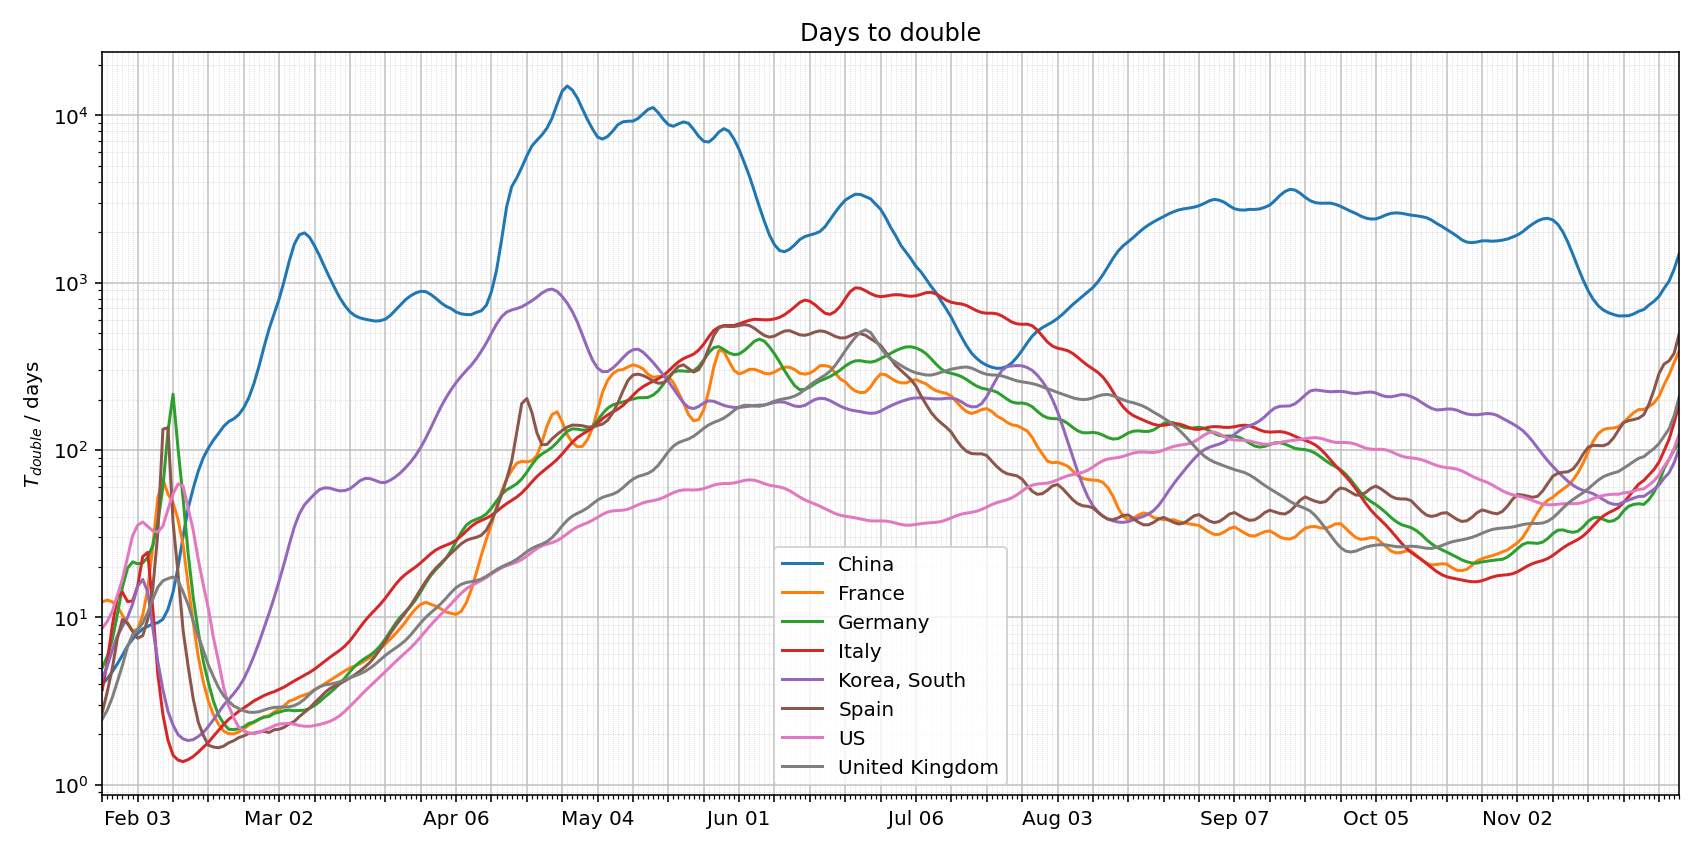 Days to double
T_double / days
10⁴
10³
10²
10¹
10⁰
Feb 03 Mar 02 Apr 06 May 04 Jun 01 Jul 06 Aug 03 Sep 07 Oct 05 Nov 02
China
France
Germany
Italy
Korea, South
Spain
US
United Kingdom